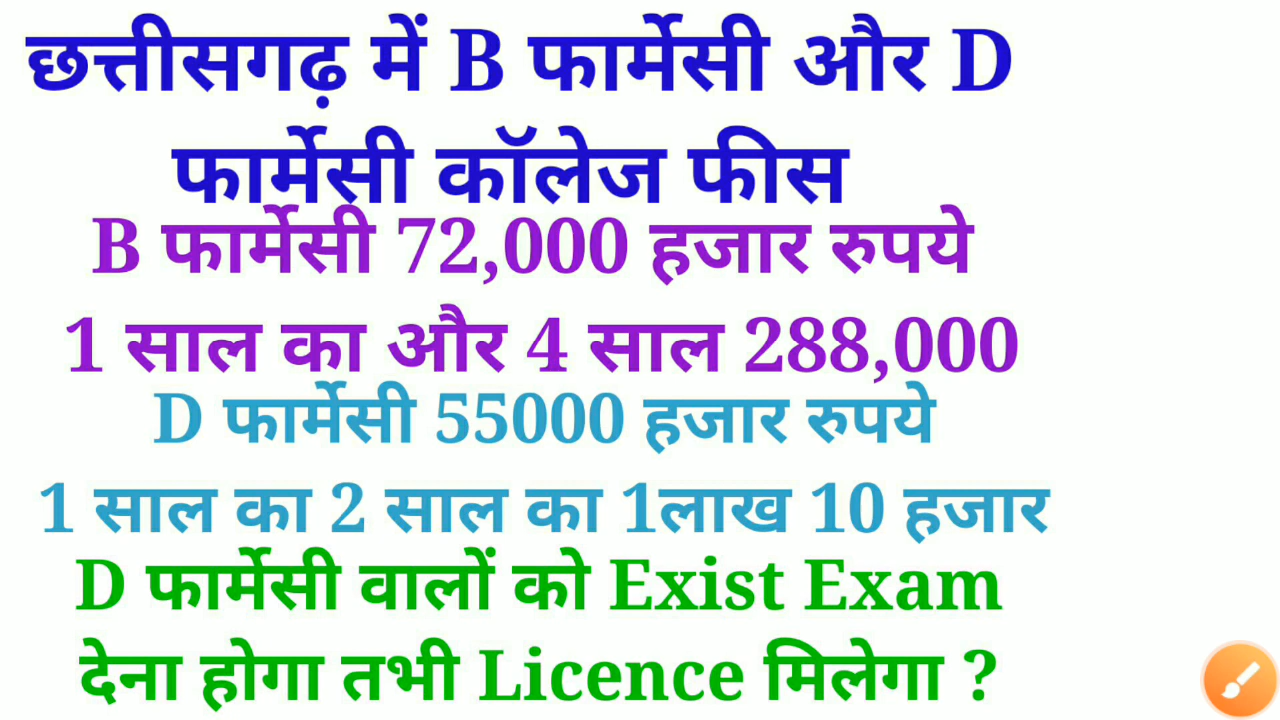 छत्तीसगढ़ में B फार्मेसी और D
फार्मेसी कॉलेज फीस
B फार्मेसी 72,000 हजार रुपये
1 साल का और 4 साल 288,000
D फार्मेसी 55000 हजार रुपये
1 साल का 2 साल का 1लाख 10 हजार
D फार्मेसी वालों को Exist Exam
देना होगा तभी Licence मिलेगा ?